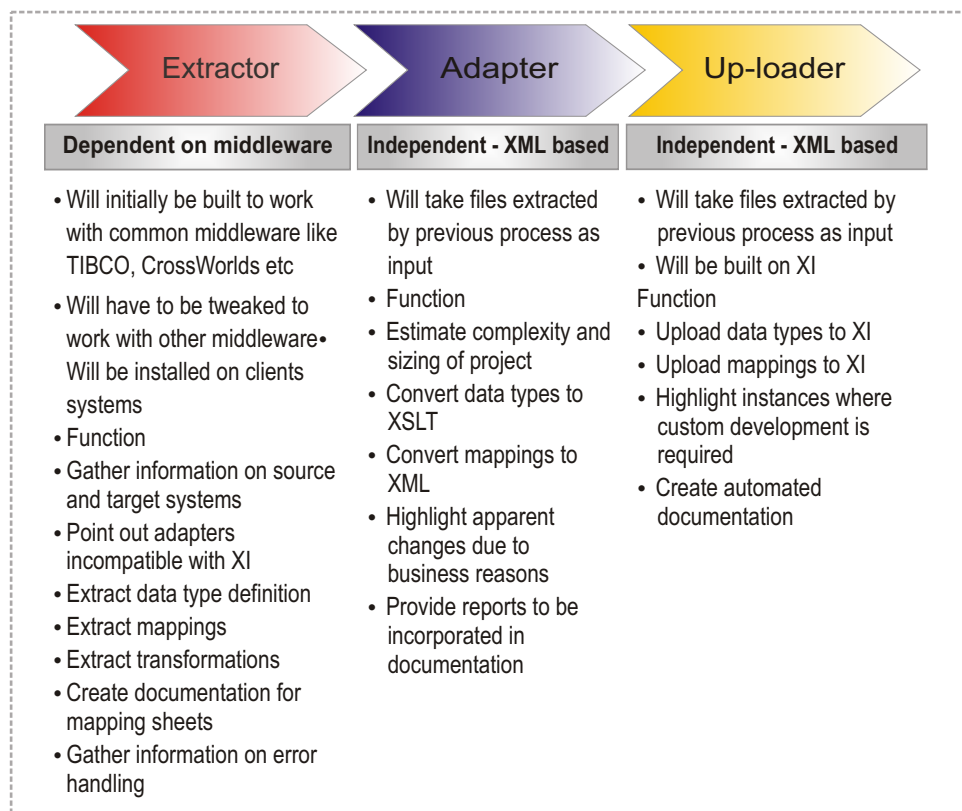 Extractor
Adapter
Up-loader
Dependent on middleware
Independent - XML based
Independent - XML based
• Will initially be built to work
with common middleware like
TIBCO, CrossWorlds etc
• Will have to be tweaked to
work with other middleware•
Will be installed on clients
systems
• Function
• Gather information on source
and target systems
• Point out adapters
incompatible with XI
• Extract data type definition
• Extract mappings
• Extract transformations
• Create documentation for
mapping sheets
• Gather information on error
handling
• Will take files extracted
by previous process as
input
• Function
• Estimate complexity and
sizing of project
• Convert data types to
XSLT
• Convert mappings to
XML
• Highlight apparent
changes due to
business reasons
• Provide reports to be
incorporated in
documentation
• Will take files extracted by
previous process as input
• Will be built on XI
Function
• Upload data types to XI
• Upload mappings to XI
• Highlight instances where
custom development is
required
• Create automated
documentation